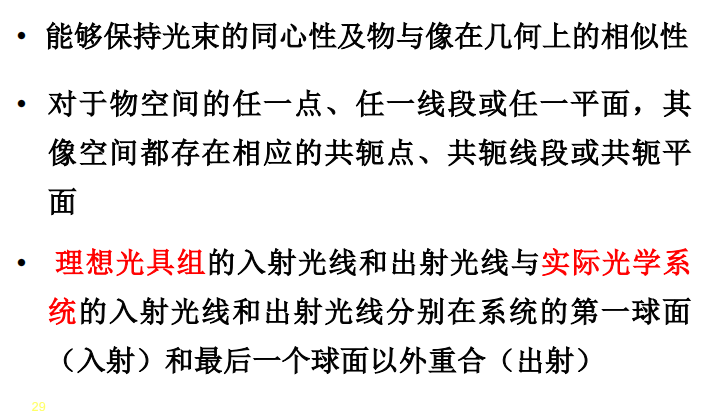 • 能够保持光束的同心性及物与像在几何上的相似性
• 对于物空间的任一点、任一线段或任一平面，其
像空间都存在相应的共轭点、共轭线段或共轭平
面
• 理想光具组的入射光线和出射光线与实际光学系
统的入射光线和出射光线分别在系统的第一球面
（入射）和最后一个球面以外重合（出射）
29